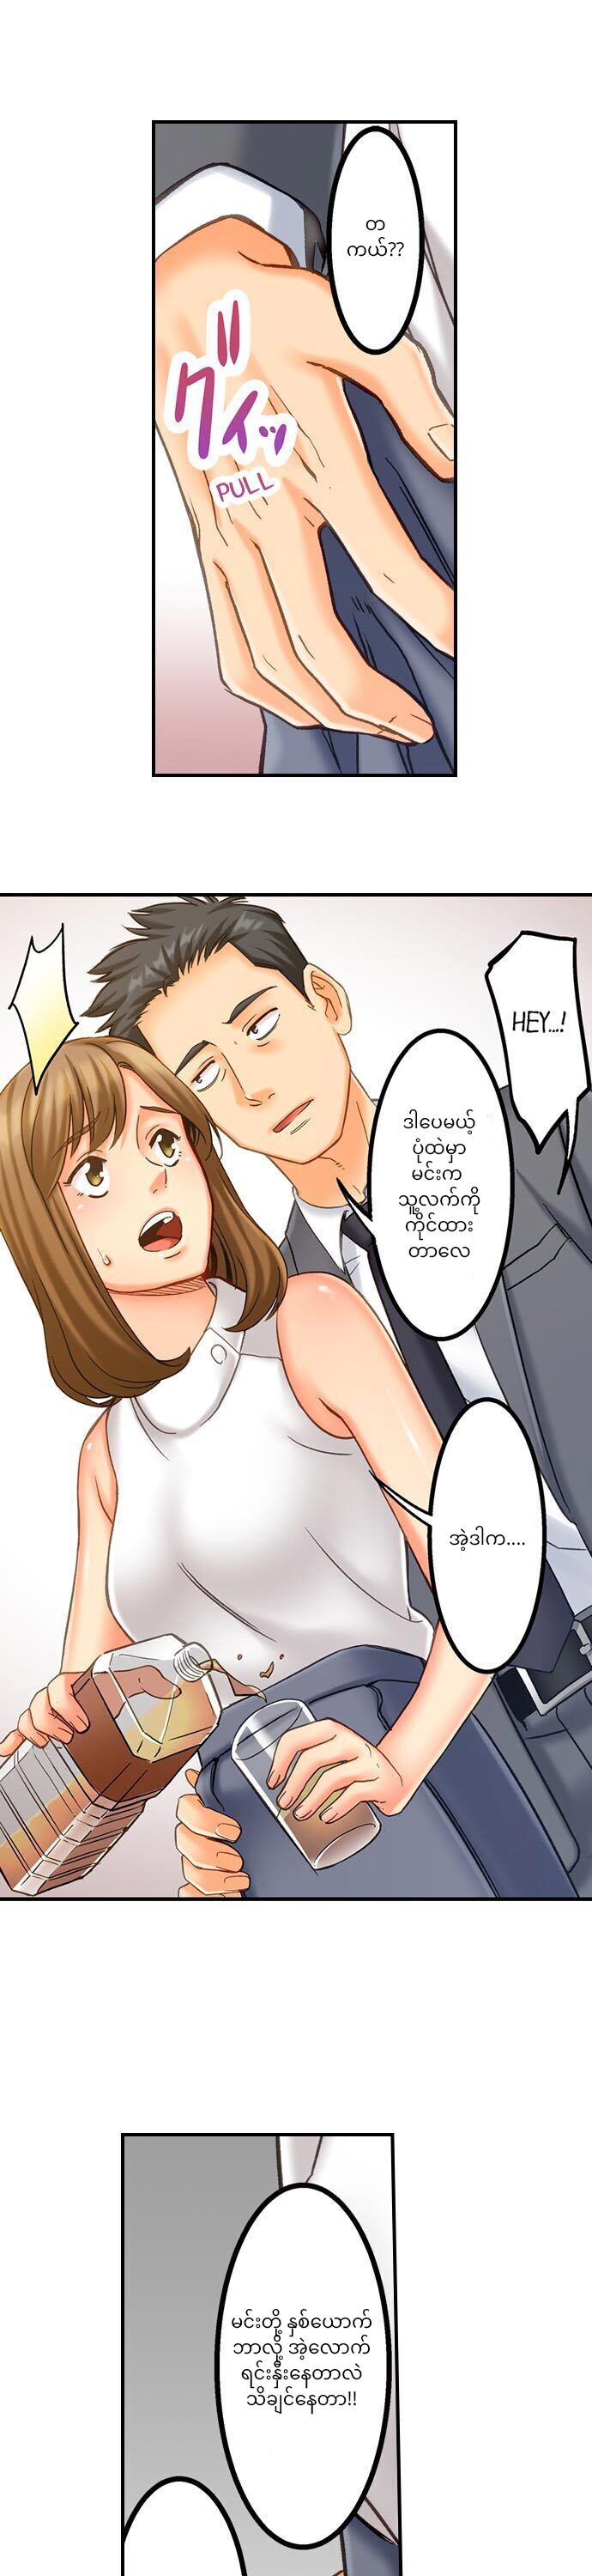 တ
ကယ်??
グイッ
PULL
HEY...!
ဒါပေမယ့်
ပုံထဲမှာ
မင်းက
သူ့လက်ကို
ကိုင်ထား
တာလေ
အဲ့ဒါက....
မင်းတို့ နှစ်ယောက်
ဘာလို့ အဲ့လောက်
ရင်းနှီးနေတာလဲ
သိချင်နေတာ!!